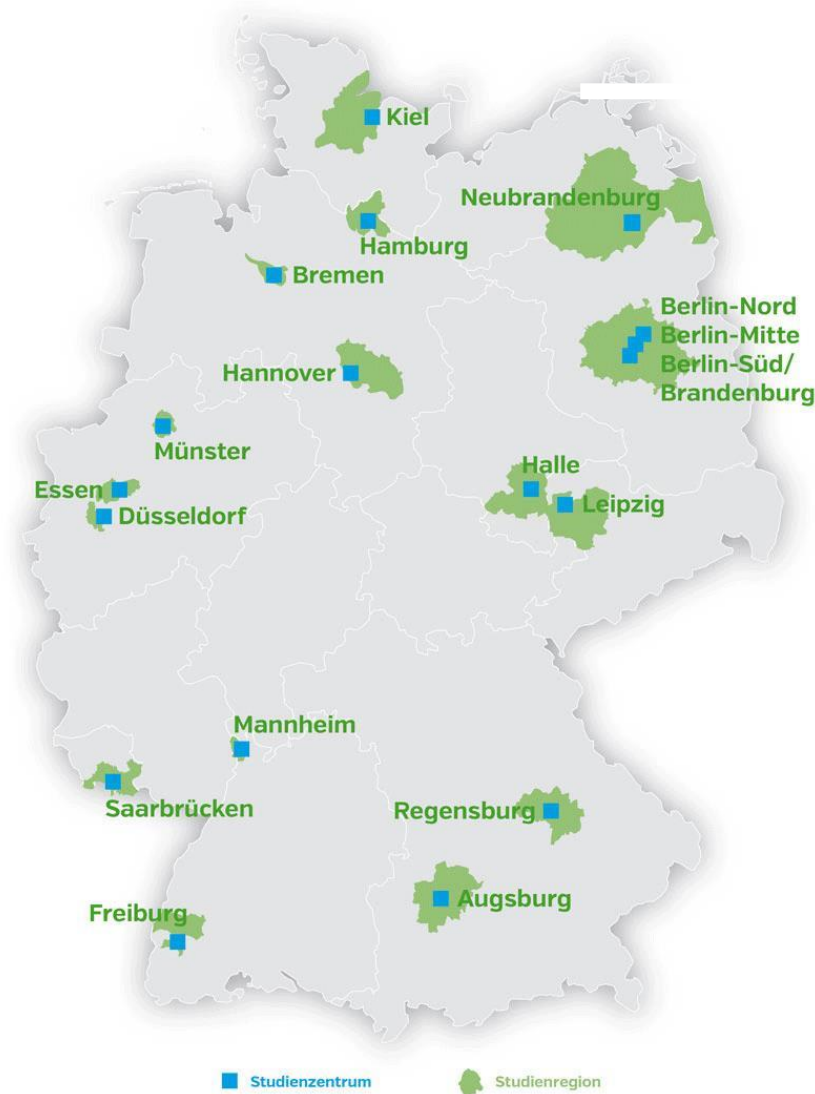 Kiel
Neubrandenburg
Hamburg
Bremen
Berlin-Nord
Berlin-Mitte
Berlin-Süd/
Brandenburg
Hannover
Münster
Halle
Essen
Leipzig
Düsseldorf
Mannheim
Saarbrücken
Regensburg
Augsburg
Freiburg
Studienzentrum
Studienregion